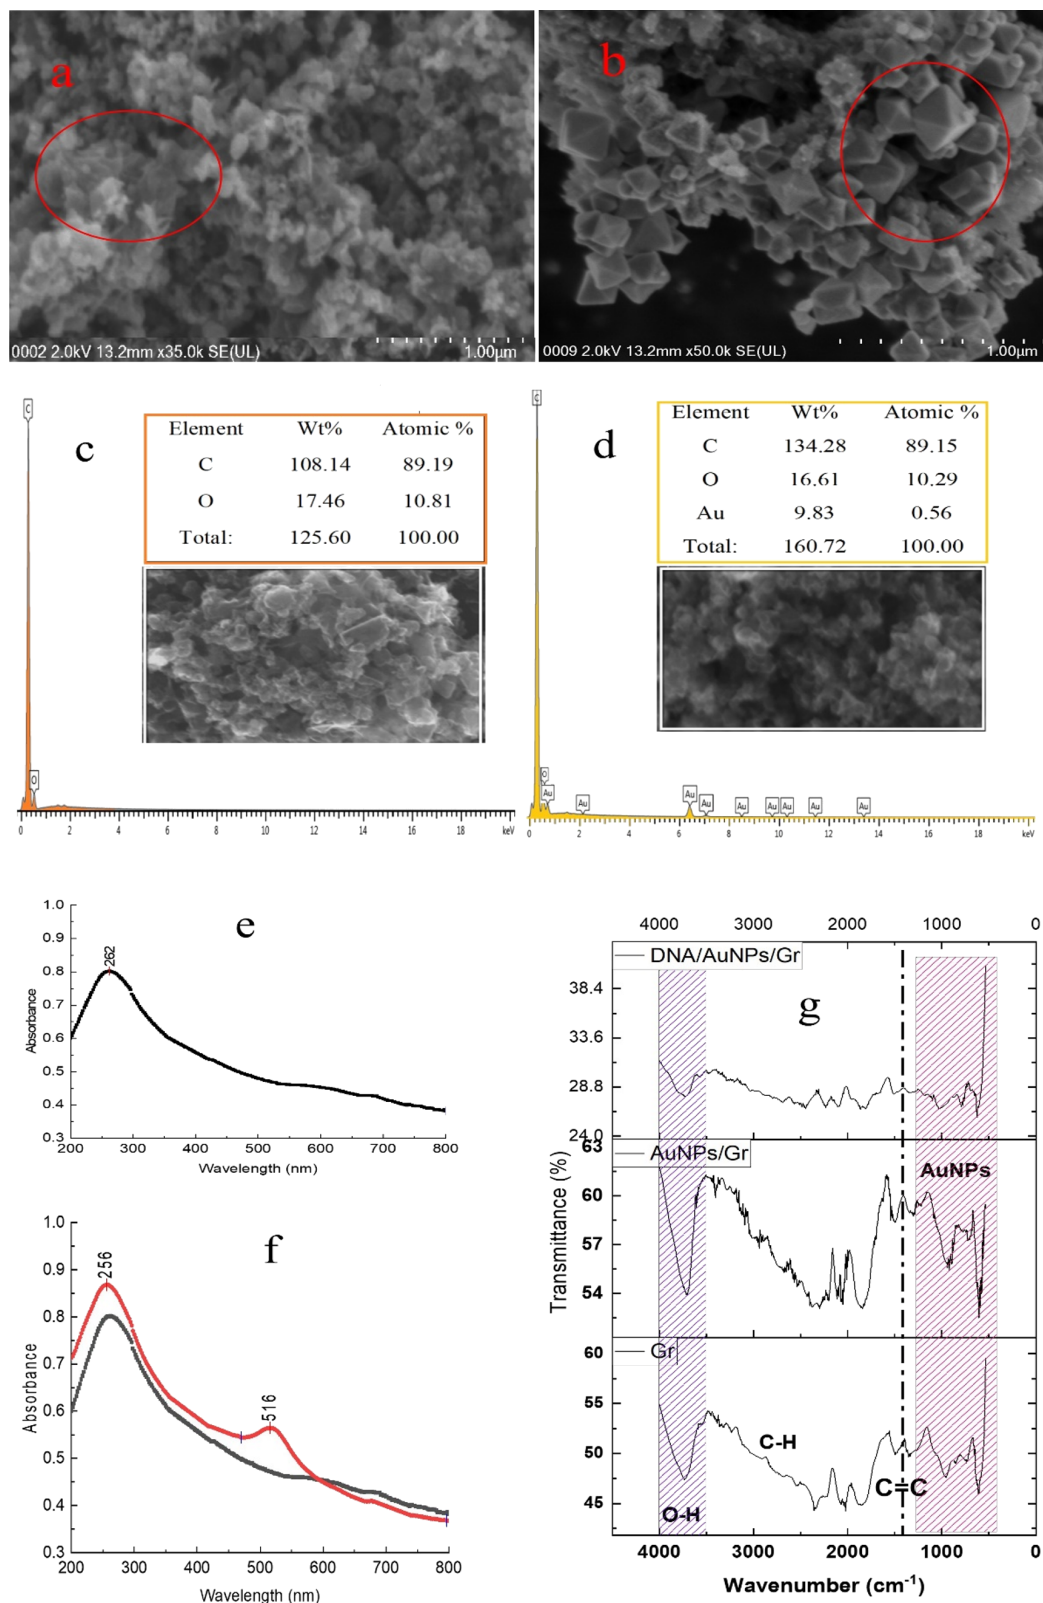 a
b
0002 2.0kV 13.2mm x35.0k SE(UL)
1.00µm
0009 2.0kV 13.2mm x50.0k SE(UL)
1.00µm
c
C
O
Element Wt% Atomic %
C 108.14 89.19
O 17.46 10.81
Total: 125.60 100.00
0 2 4 6 8 10 12 14 16 18 keV
d
C
O
Au
Au
Au
Au
Au
Au
Au
Au
Au
Element Wt% Atomic %
C 134.28 89.15
O 16.61 10.29
Au 9.83 0.56
Total: 160.72 100.00
0 2 4 6 8 10 12 14 16 18 keV
e
262
Absorbance
1.0
0.9
0.8
0.7
0.6
0.5
0.4
0.3
200 300 400 500 600 700 800
Wavelength (nm)
f
256
516
Absorbance
1.0
0.9
0.8
0.7
0.6
0.5
0.4
0.3
200 300 400 500 600 700 800
Wavelength (nm)
g
4000 3000 2000 1000 0
DNA/AuNPs/Gr
38.4
33.6
28.8
24.0
AuNPs/Gr
AuNPs
63
60
57
54
Transmittance (%)
Gr
60
55
50
45
C-H
C=C
O-H
4000 3000 2000 1000 0
Wavenumber (cm⁻¹)